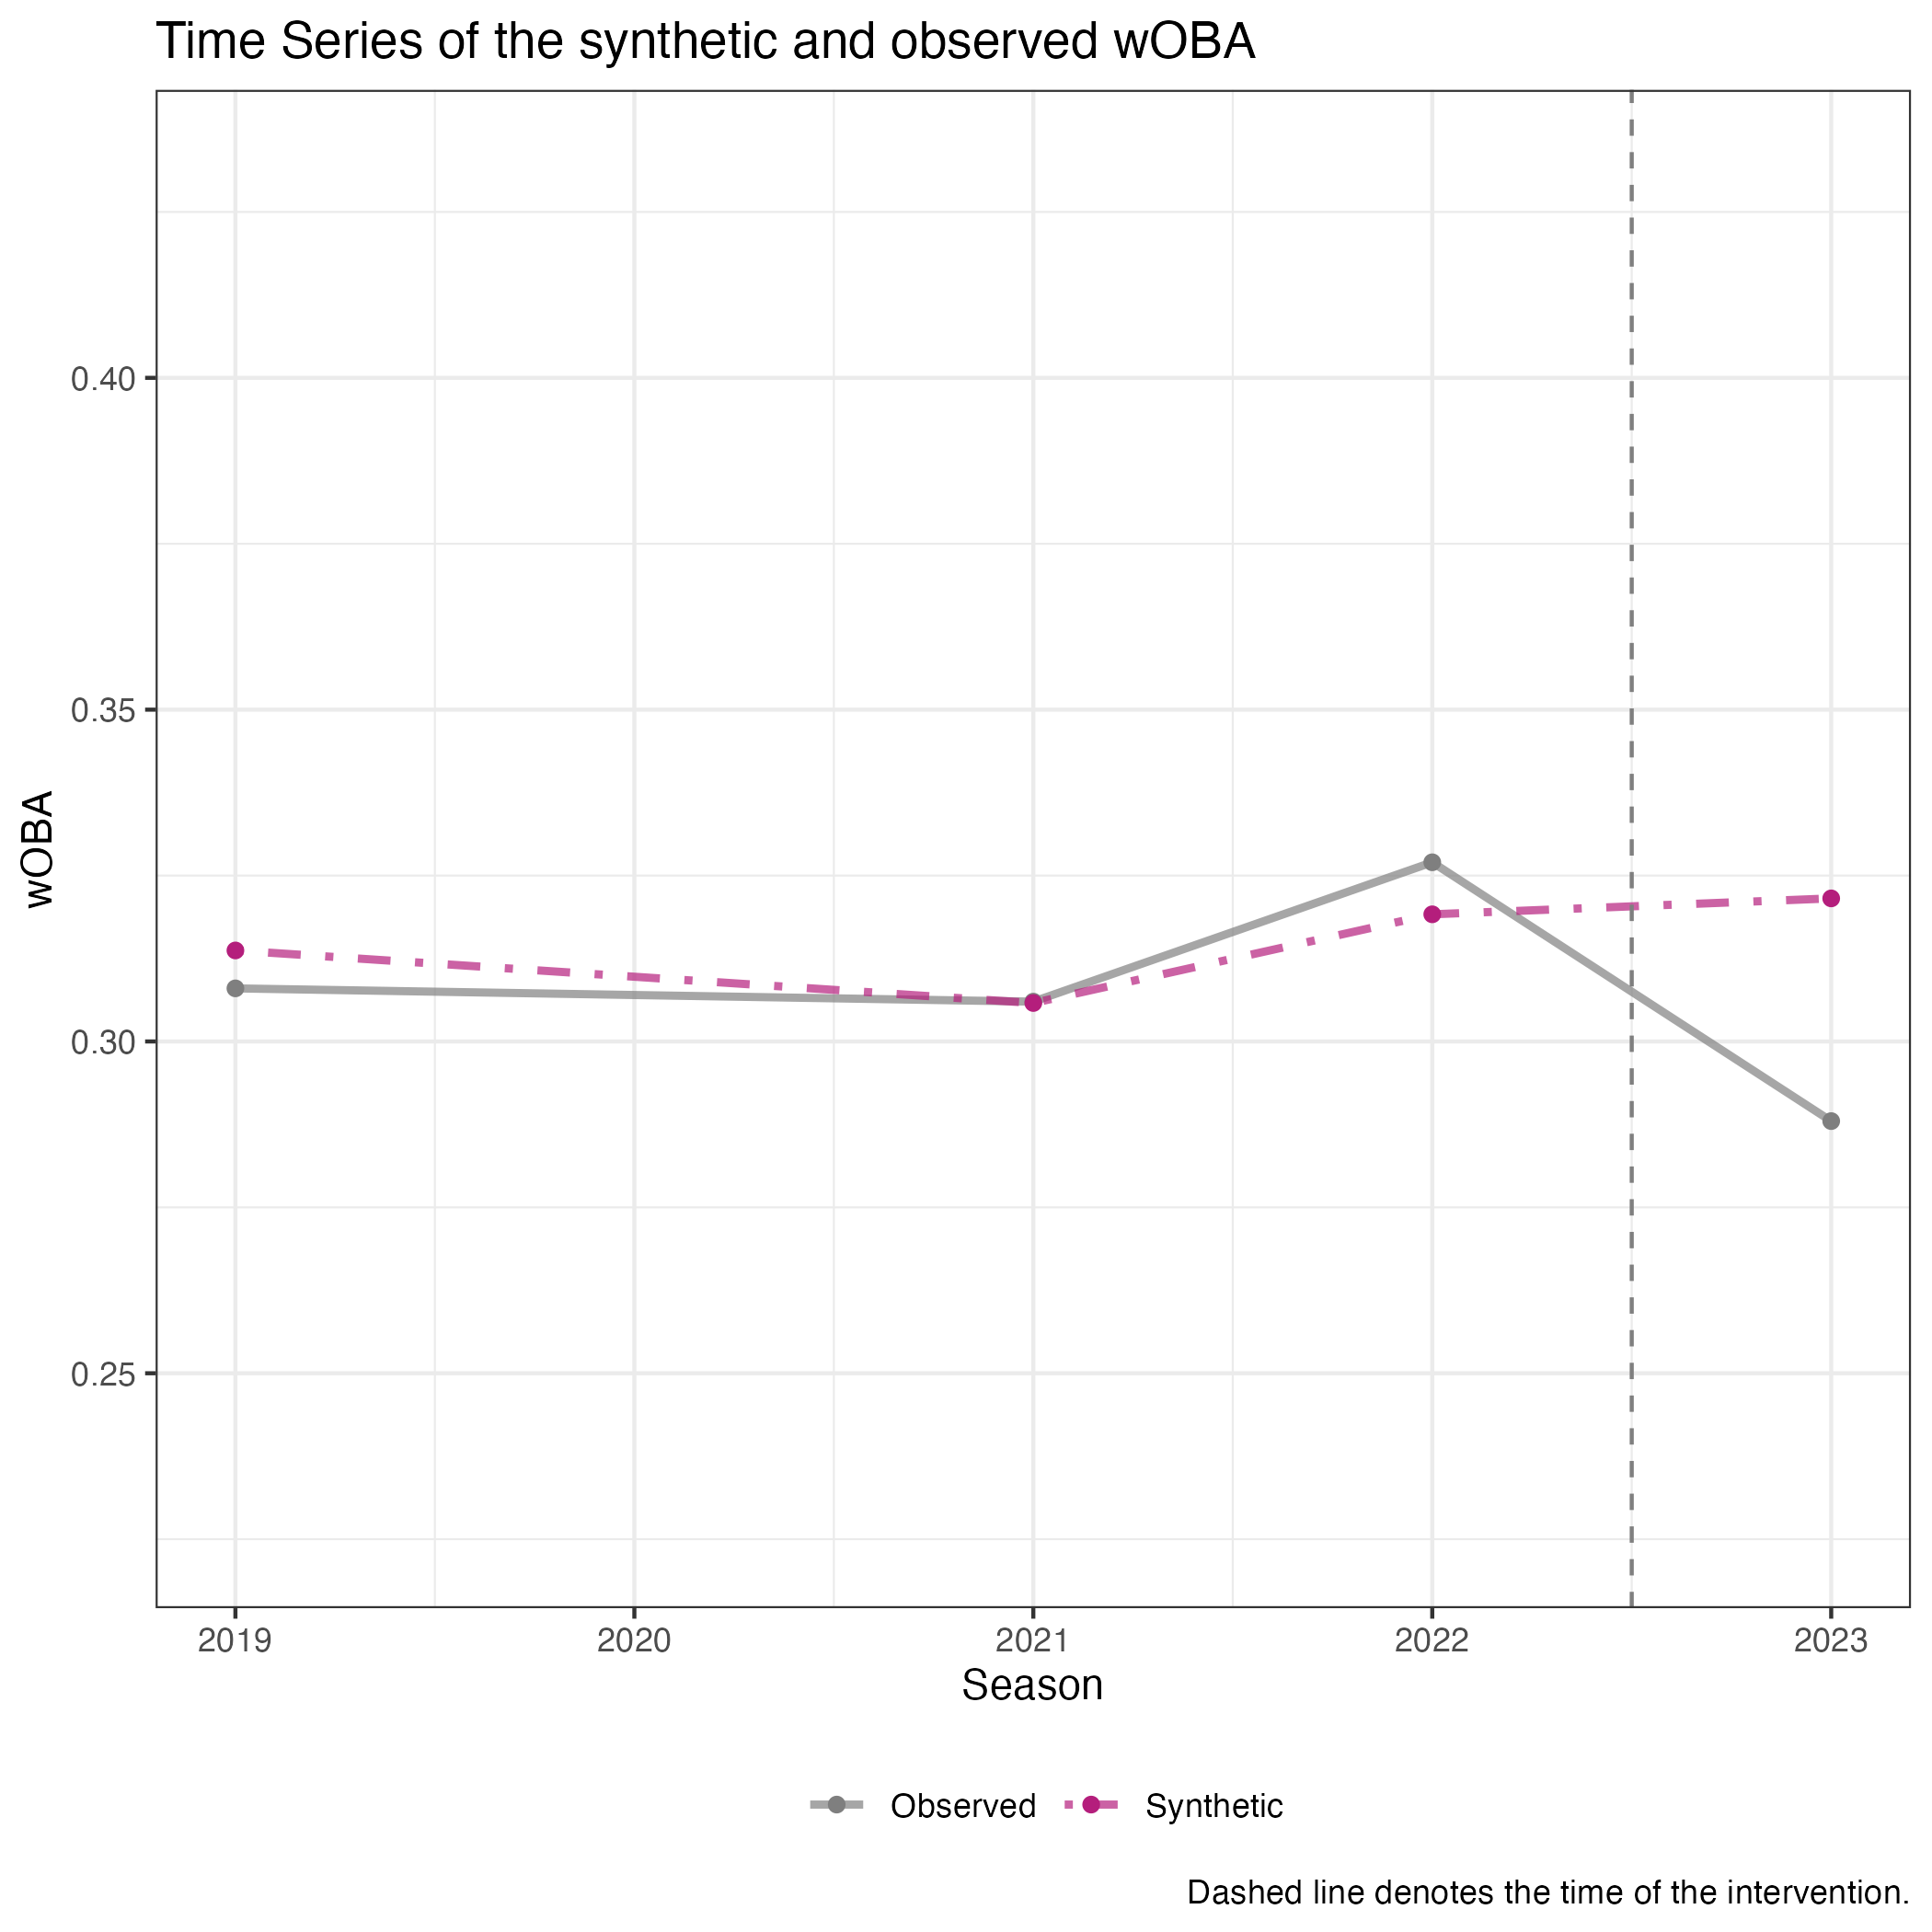 Time Series of the synthetic and observed wOBA
wOBA
0.40
0.35
0.30
0.25
2019 2020 2021 2022 2023
Season
Observed Synthetic
Dashed line denotes the time of the intervention.